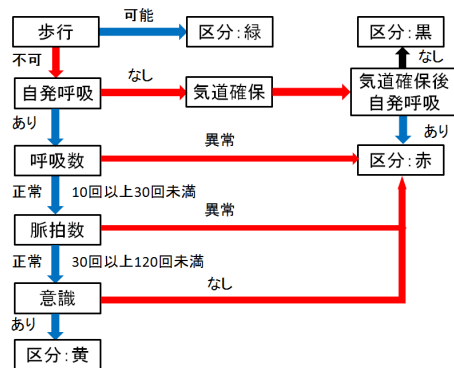 歩行
可能
区分:緑
区分:黒
不可
なし
なし
自発呼吸
気道確保
気道確保後
自発呼吸
あり
あり
呼吸数
異常
区分:赤
正常 10回以上30回未満
異常
脈拍数
正常 30回以上120回未満
なし
意識
あり
区分:黄